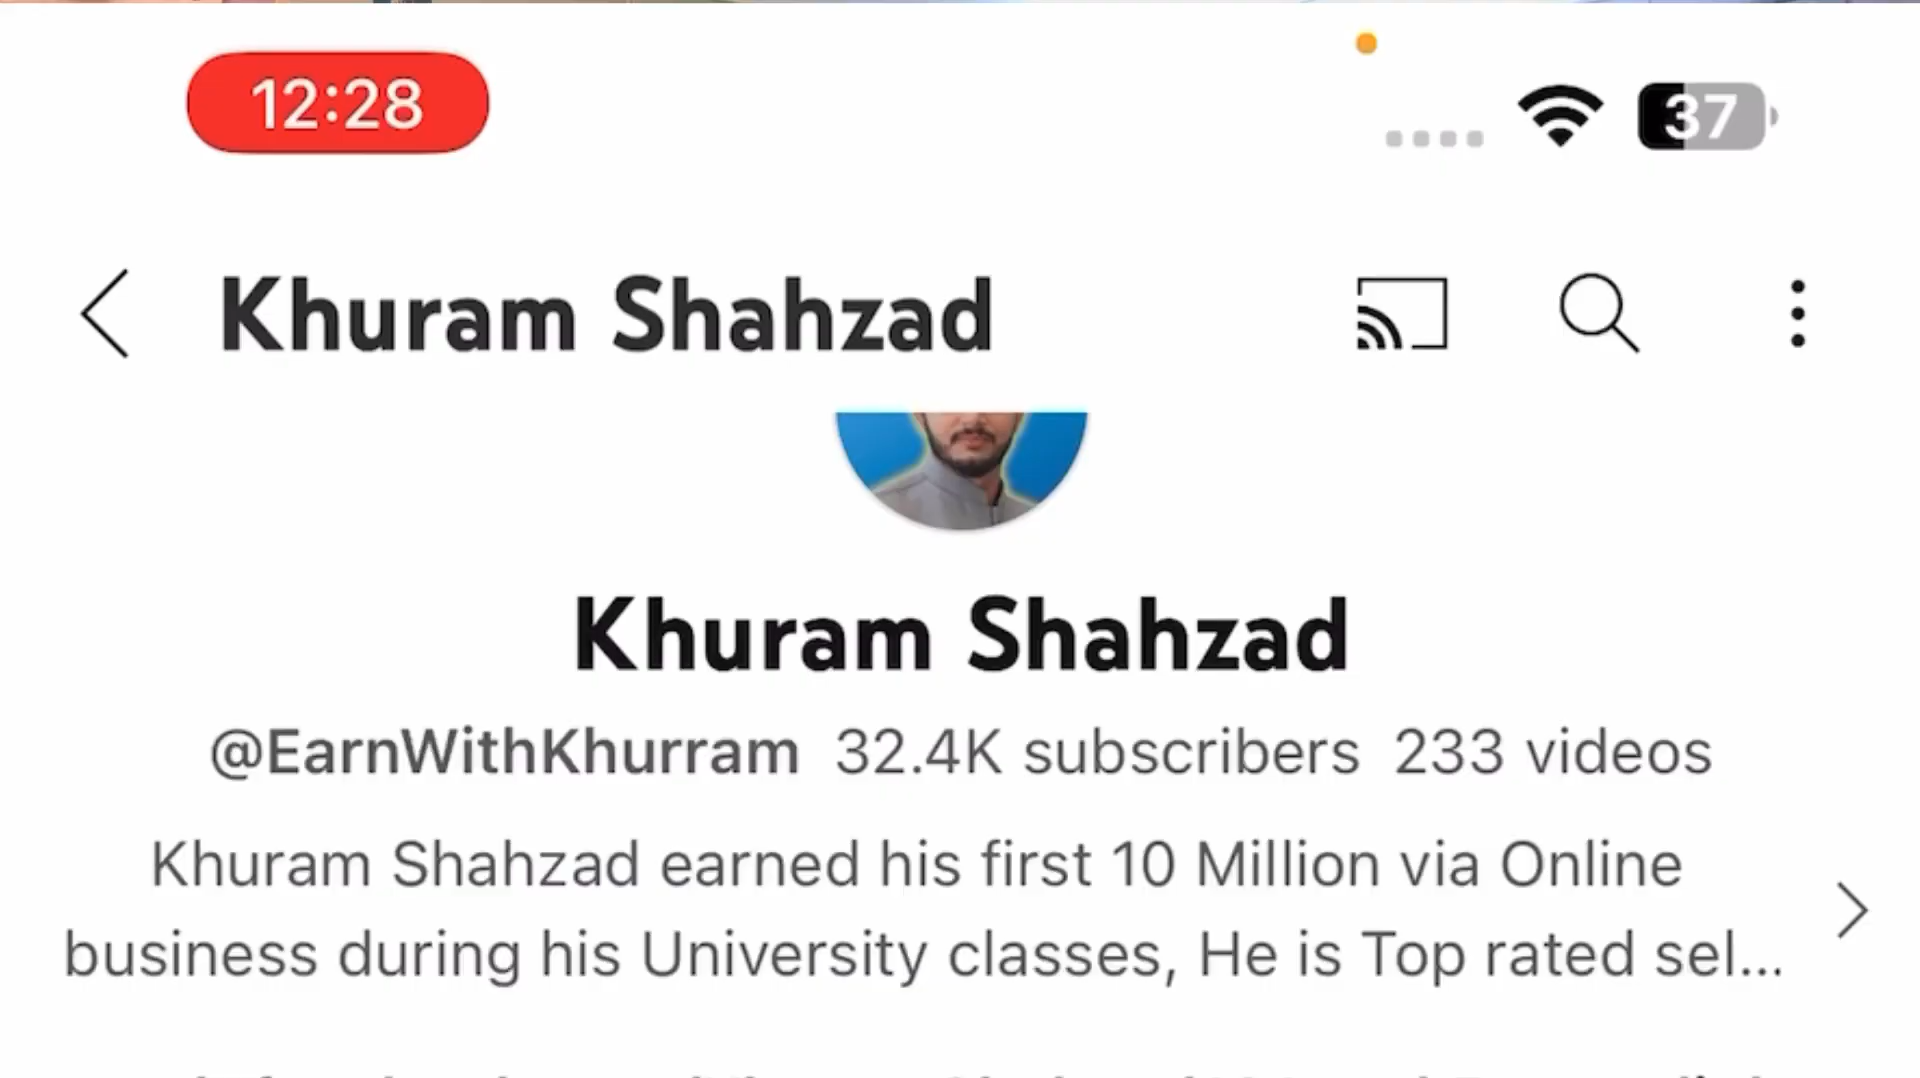 12:28
37
Khuram Shahzad
Khuram Shahzad
@EarnWithKhurram 32.4K subscribers 233 videos
Khuram Shahzad earned his first 10 Million via Online
business during his University classes, He is Top rated sel...